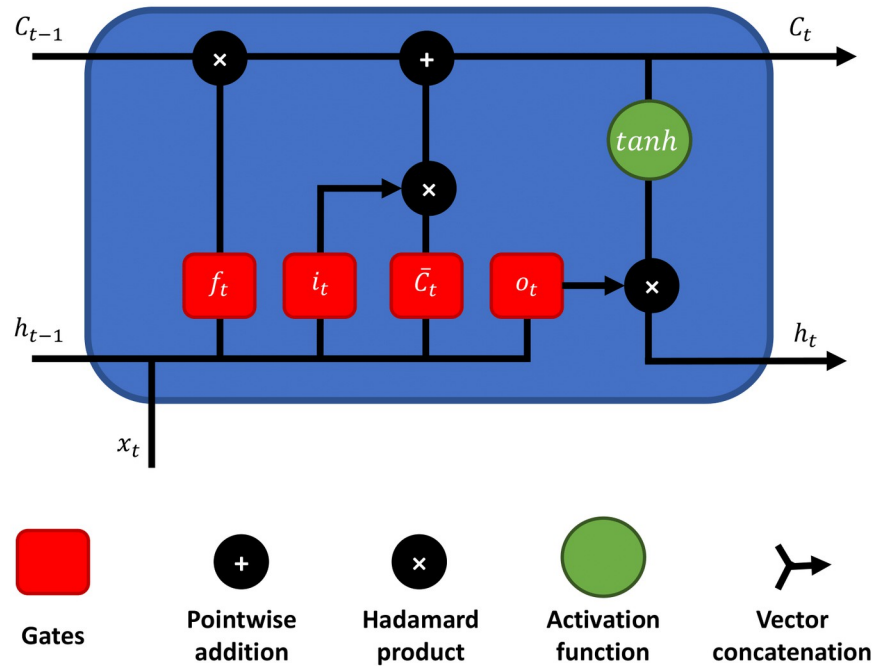 C_{t-1}
C_t
×
+
tanh
×
f_t
i_t
C̄_t
o_t
×
h_{t-1}
h_t
x_t
+
×
Gates
Pointwise
addition
Hadamard
product
Activation
function
Vector
concatenation